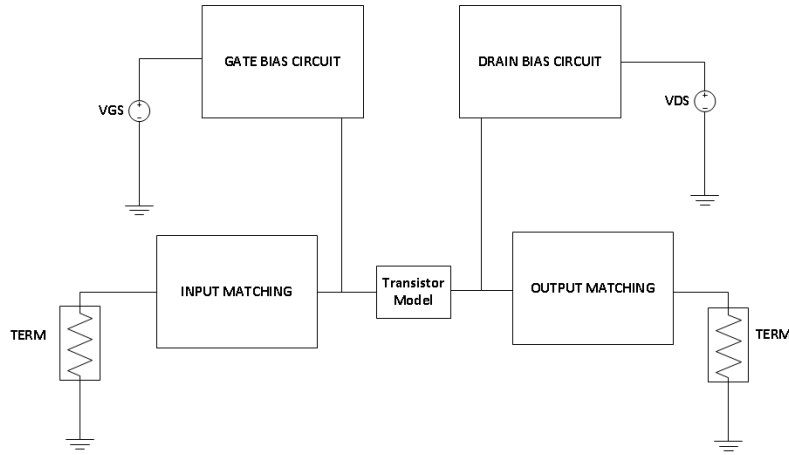 GATE BIAS CIRCUIT
DRAIN BIAS CIRCUIT
VGS
+
−
VDS
+
−
INPUT MATCHING
Transistor
Model
OUTPUT MATCHING
TERM
TERM